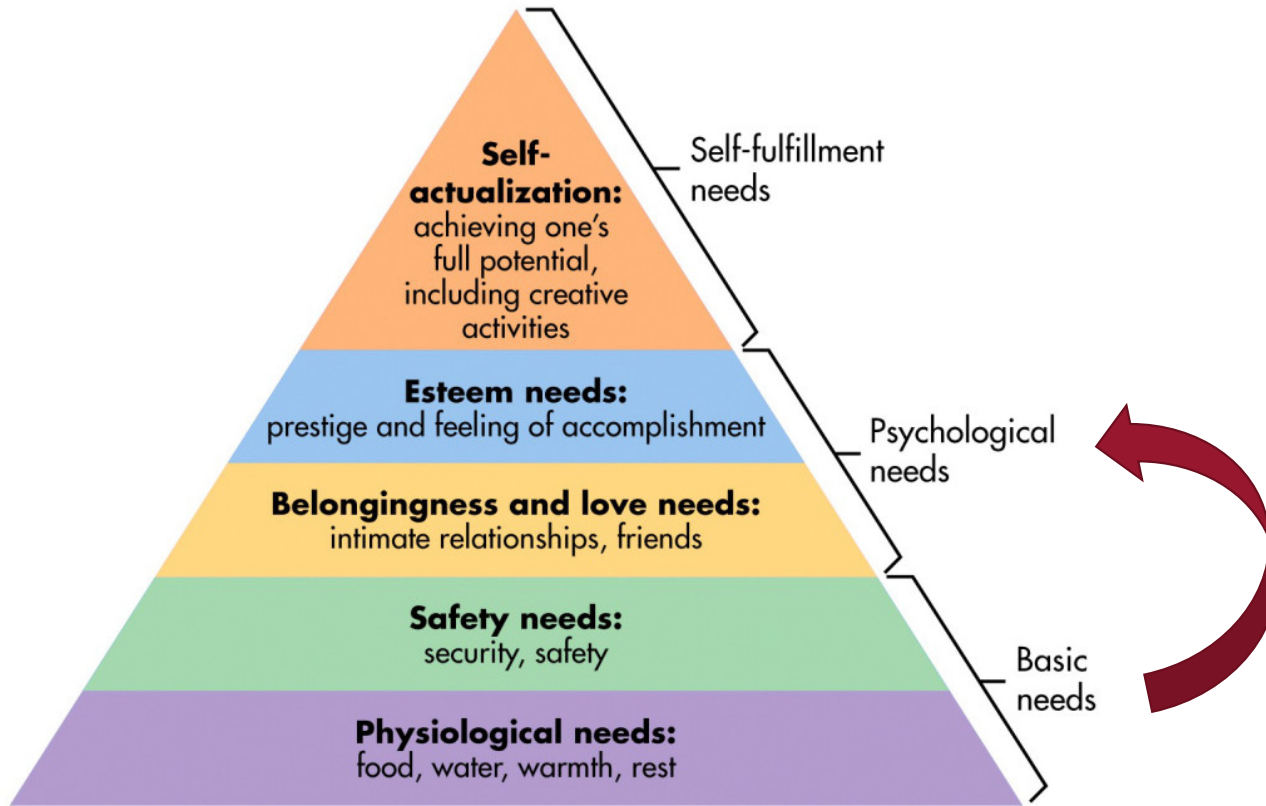 Self-
actualization:
achieving one's
full potential,
including creative
activities
Self-fulfillment
needs
Esteem needs:
prestige and feeling of accomplishment
Psychological
needs
Belongingness and love needs:
intimate relationships, friends
Safety needs:
security, safety
Basic
needs
Physiological needs:
food, water, warmth, rest